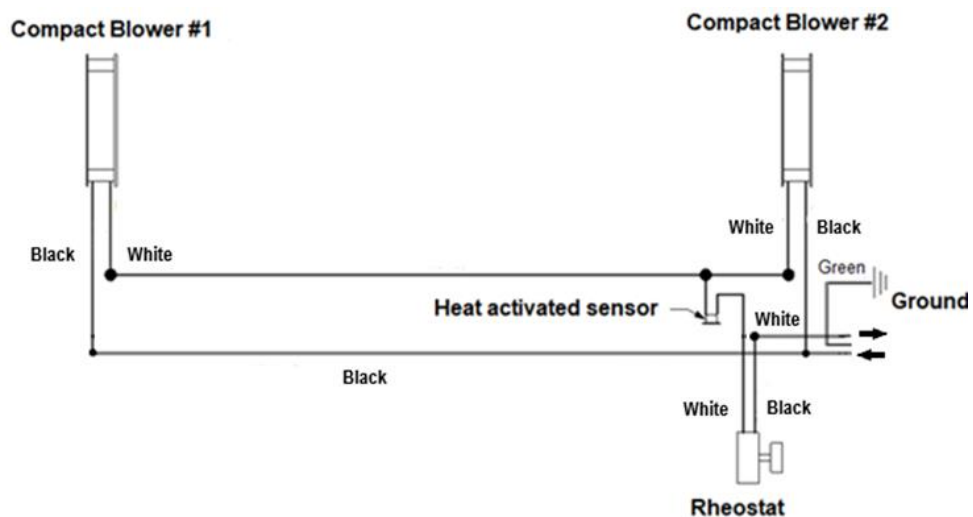 Compact Blower #1
Compact Blower #2
Black
White
White
Black
Green
Heat activated sensor
Ground
White
Black
White
Black
Rheostat